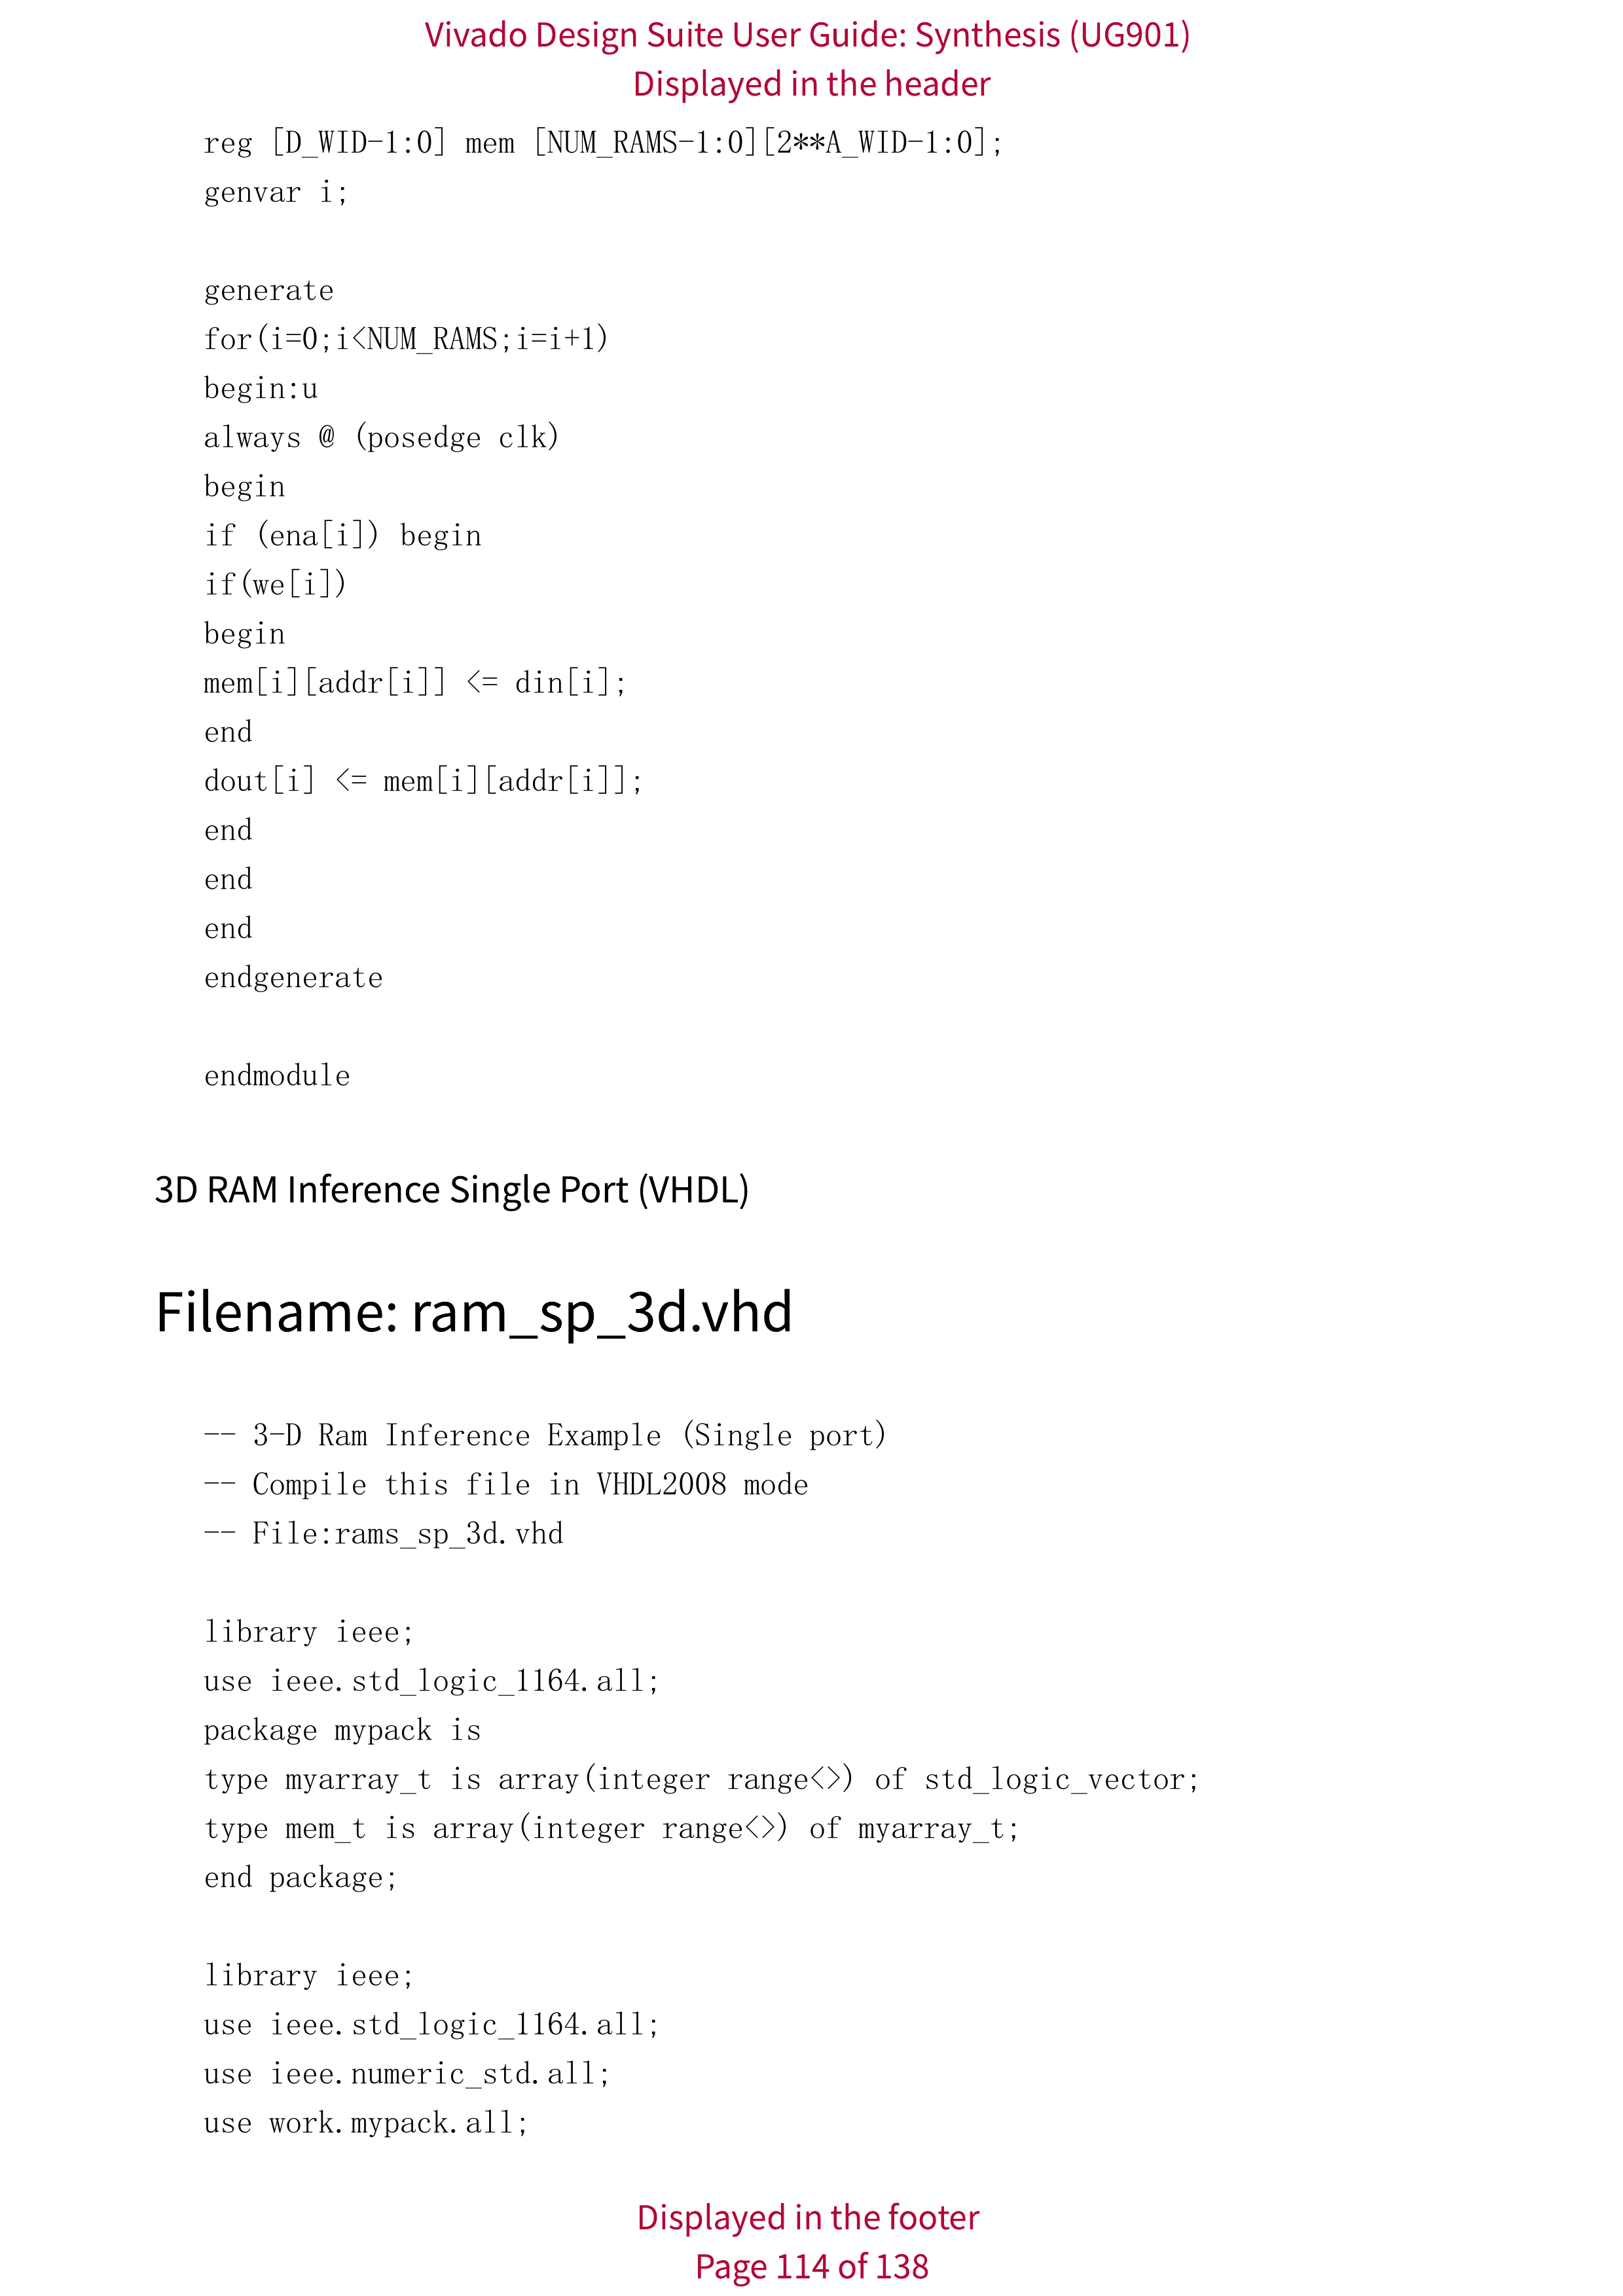 Vivado Design Suite User Guide: Synthesis (UG901)
Displayed in the header
reg [D_WID-1:0] mem [NUM_RAMS-1:0][2**A_WID-1:0];
genvar i;
generate
for(i=0;i<NUM_RAMS;i=i+1)
begin:u
always @ (posedge clk)
begin
if (ena[i]) begin
if(we[i])
begin
mem[i][addr[i]] <= din[i];
end
dout[i] <= mem[i][addr[i]];
end
end
end
endgenerate
endmodule
3D RAM Inference Single Port (VHDL)
Filename: ram_sp_3d.vhd
-- 3-D Ram Inference Example (Single port)
-- Compile this file in VHDL2008 mode
-- File:rams_sp_3d.vhd
library ieee;
use ieee.std_logic_1164.all;
package mypack is
type myarray_t is array(integer range<>) of std_logic_vector;
type mem_t is array(integer range<>) of myarray_t;
end package;
library ieee;
use ieee.std_logic_1164.all;
use ieee.numeric_std.all;
use work.mypack.all;
Displayed in the footer
Page 114 of 138